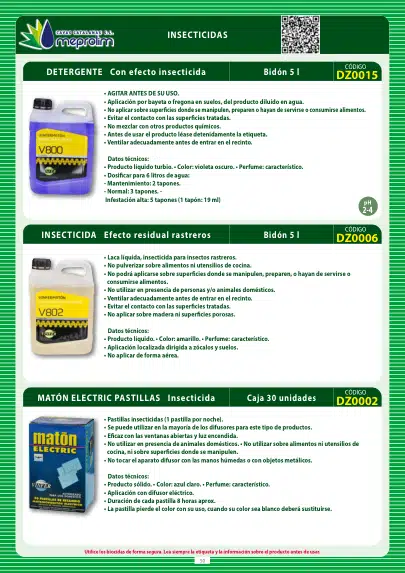 CAYPE CATALANAS S.L.
meprolim
INSECTICIDAS
DETERGENTE Con efecto insecticida
Bidón 5 l
CÓDIGO
DZ0015
• AGITAR ANTES DE SU USO.
• Aplicación por bayeta o fregona en suelos, del producto diluido en agua.
• No aplicar sobre superficies donde se manipulen, preparen o hayan de servirse o consumirse alimentos.
• Evitar el contacto con las superficies tratadas.
• No mezclar con otros productos químicos.
• Antes de usar el producto léase detenidamente la etiqueta.
• Ventilar adecuadamente antes de entrar en el recinto.
Datos técnicos:
• Producto líquido turbio. • Color: violeta oscuro. • Perfume: característico.
• Dosificar para 6 litros de agua:
- Mantenimiento: 2 tapones.
- Normal: 3 tapones. -
Infestación alta: 5 tapones (1 tapón: 19 ml)
V800
pH
2-4
INSECTICIDA Efecto residual rastreros
Bidón 5 l
CÓDIGO
DZ0006
• Laca líquida, insecticida para insectos rastreros.
• No pulverizar sobre alimentos ni utensilios de cocina.
• No podrá aplicarse sobre superficies donde se manipulen, preparen, o hayan de servirse o
consumirse alimentos.
• No utilizar en presencia de personas y/o animales domésticos.
• Ventilar adecuadamente antes de entrar en el recinto.
• Evitar el contacto con las superficies tratadas.
• No aplicar sobre madera ni superficies porosas.
Datos técnicos:
• Producto líquido. • Color: amarillo. • Perfume: característico.
• Aplicación localizada dirigida a zócalos y suelos.
• No aplicar de forma aérea.
V802
MATÓN ELECTRIC PASTILLAS Insecticida
Caja 30 unidades
CÓDIGO
DZ0002
• Pastillas insecticidas (1 pastilla por noche).
• Se puede utilizar en la mayoría de los difusores para este tipo de productos.
• Eficaz con las ventanas abiertas y luz encendida.
• No utilizar en presencia de animales domésticos. • No utilizar sobre alimentos ni utensilios de
cocina, ni sobre superficies donde se manipulen.
• No tocar el aparato difusor con las manos húmedas o con objetos metálicos.
Datos técnicos:
• Producto sólido. • Color: azul claro. • Perfume: característico.
• Aplicación con difusor eléctrico.
• Duración de cada pastilla 8 horas aprox.
• La pastilla pierde el color con su uso, cuando su color sea blanco deberá sustituirse.
matón
ELECTRIC
Utilice los biocidas de forma segura. Lea siempre la etiqueta y la información sobre el producto antes de usar.